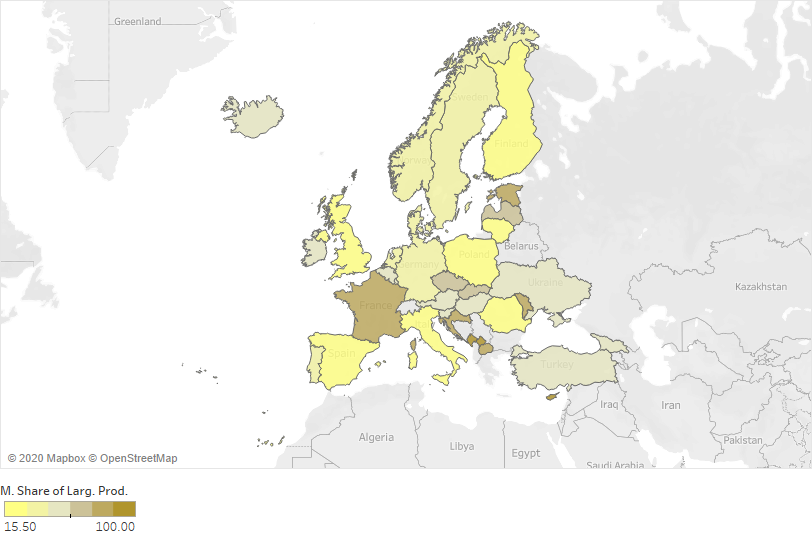 Greenland
Sweden
Finland
Norway
Belarus
Poland
Germany
Ukraine
Kazakhstan
France
Spain
Turkey
Iraq
Iran
Algeria
Libya
Egypt
Pakistan
Saudi Arabia
© 2020 Mapbox © OpenStreetMap
M. Share of Larg. Prod.
15.50 100.00